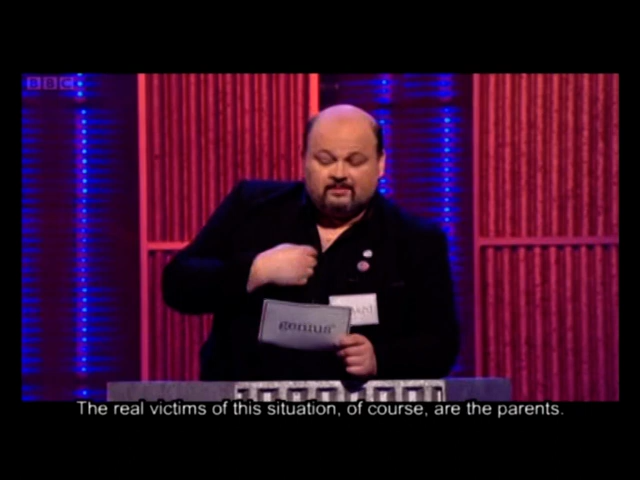 BBC
genius
The real victims of this situation, of course, are the parents.